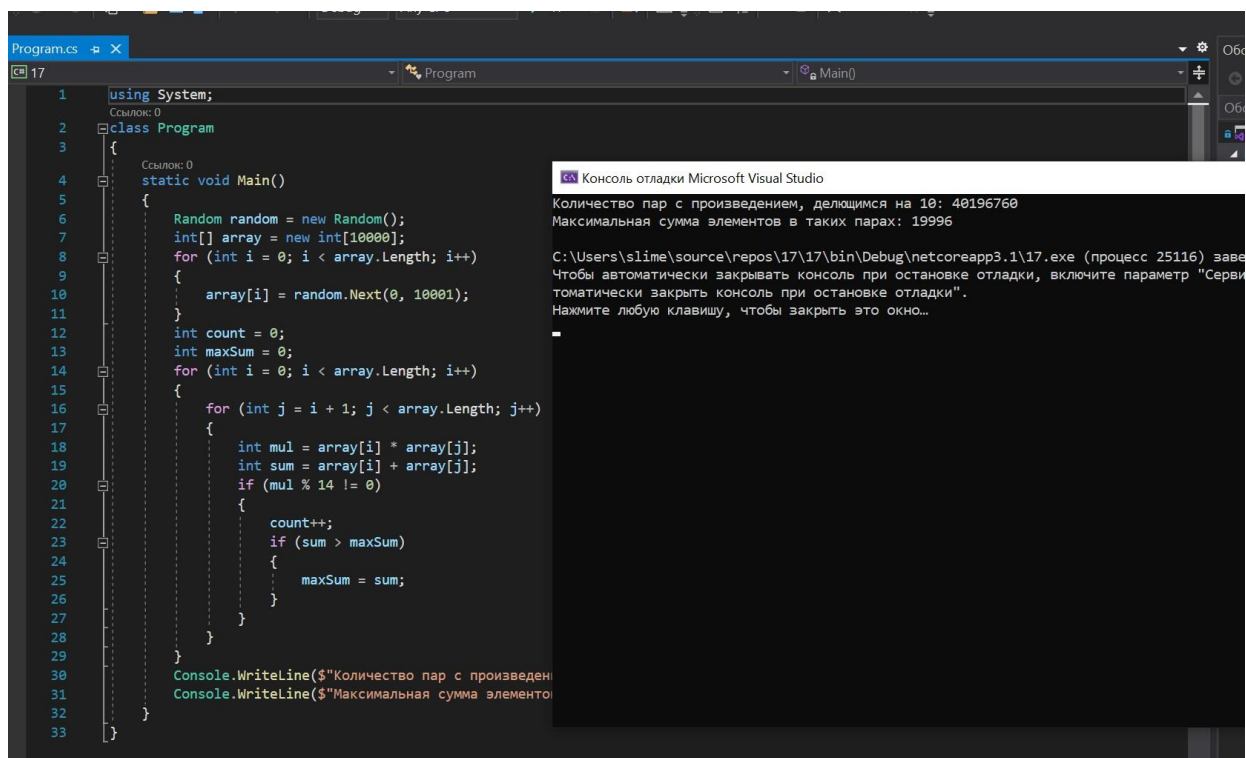 Program.cs
17 Program Main()
Обо
Обо
1 using System;
Ссылок: 0
2 class Program
3 {
Ссылок: 0
4 static void Main()
5 {
6 Random random = new Random();
7 int[] array = new int[10000];
8 for (int i = 0; i < array.Length; i++)
9 {
10 array[i] = random.Next(0, 10001);
11 }
12 int count = 0;
13 int maxSum = 0;
14 for (int i = 0; i < array.Length; i++)
15 {
16 for (int j = i + 1; j < array.Length; j++)
17 {
18 int mul = array[i] * array[j];
19 int sum = array[i] + array[j];
20 if (mul % 14 != 0)
21 {
22 count++;
23 if (sum > maxSum)
24 {
25 maxSum = sum;
26 }
27 }
28 }
29 }
30 Console.WriteLine($"Количество пар с произведен
31 Console.WriteLine($"Максимальная сумма элементо
32 }
33 }
Консоль отладки Microsoft Visual Studio
Количество пар с произведением, делющимся на 10: 40196760
Максимальная сумма элементов в таких парах: 19996
C:\Users\slime\source\repos\17\17\bin\Debug\netcoreapp3.1\17.exe (процесс 25116) заве
Чтобы автоматически закрывать консоль при остановке отладки, включите параметр "Серви
томатически закрыть консоль при остановке отладки".
Нажмите любую клавишу, чтобы закрыть это окно…